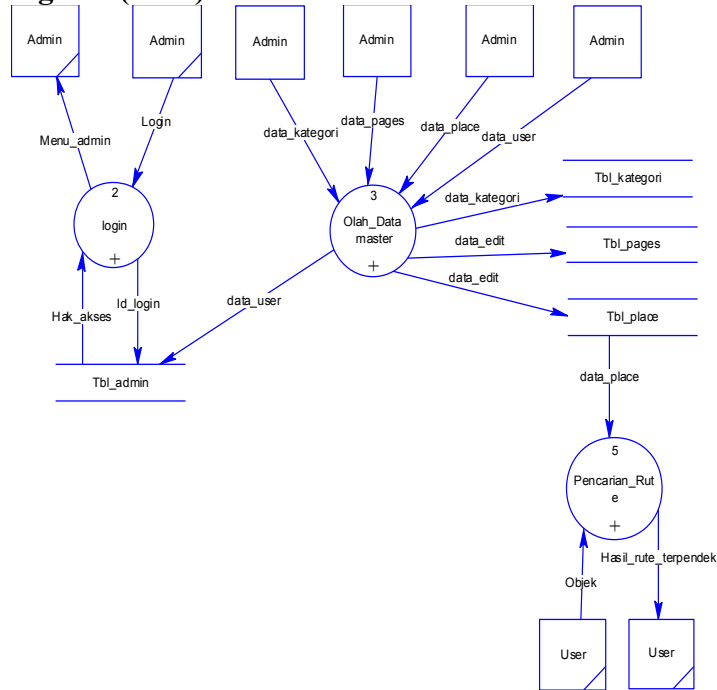 Admin
Admin
Admin
Admin
Admin
Admin
Login
data_kategori
data_pages
data_place
data_user
Menu_admin
2
login
+
3
Olah_Data
master
+
Tbl_kategori
data_kategori
data_edit
Tbl_pages
data_edit
data_user
Id_login
Hak_akses
Tbl_place
Tbl_admin
data_place
5
Pencarian_Rut
e
+
Hasil_rute_terpendek
Objek
User
User